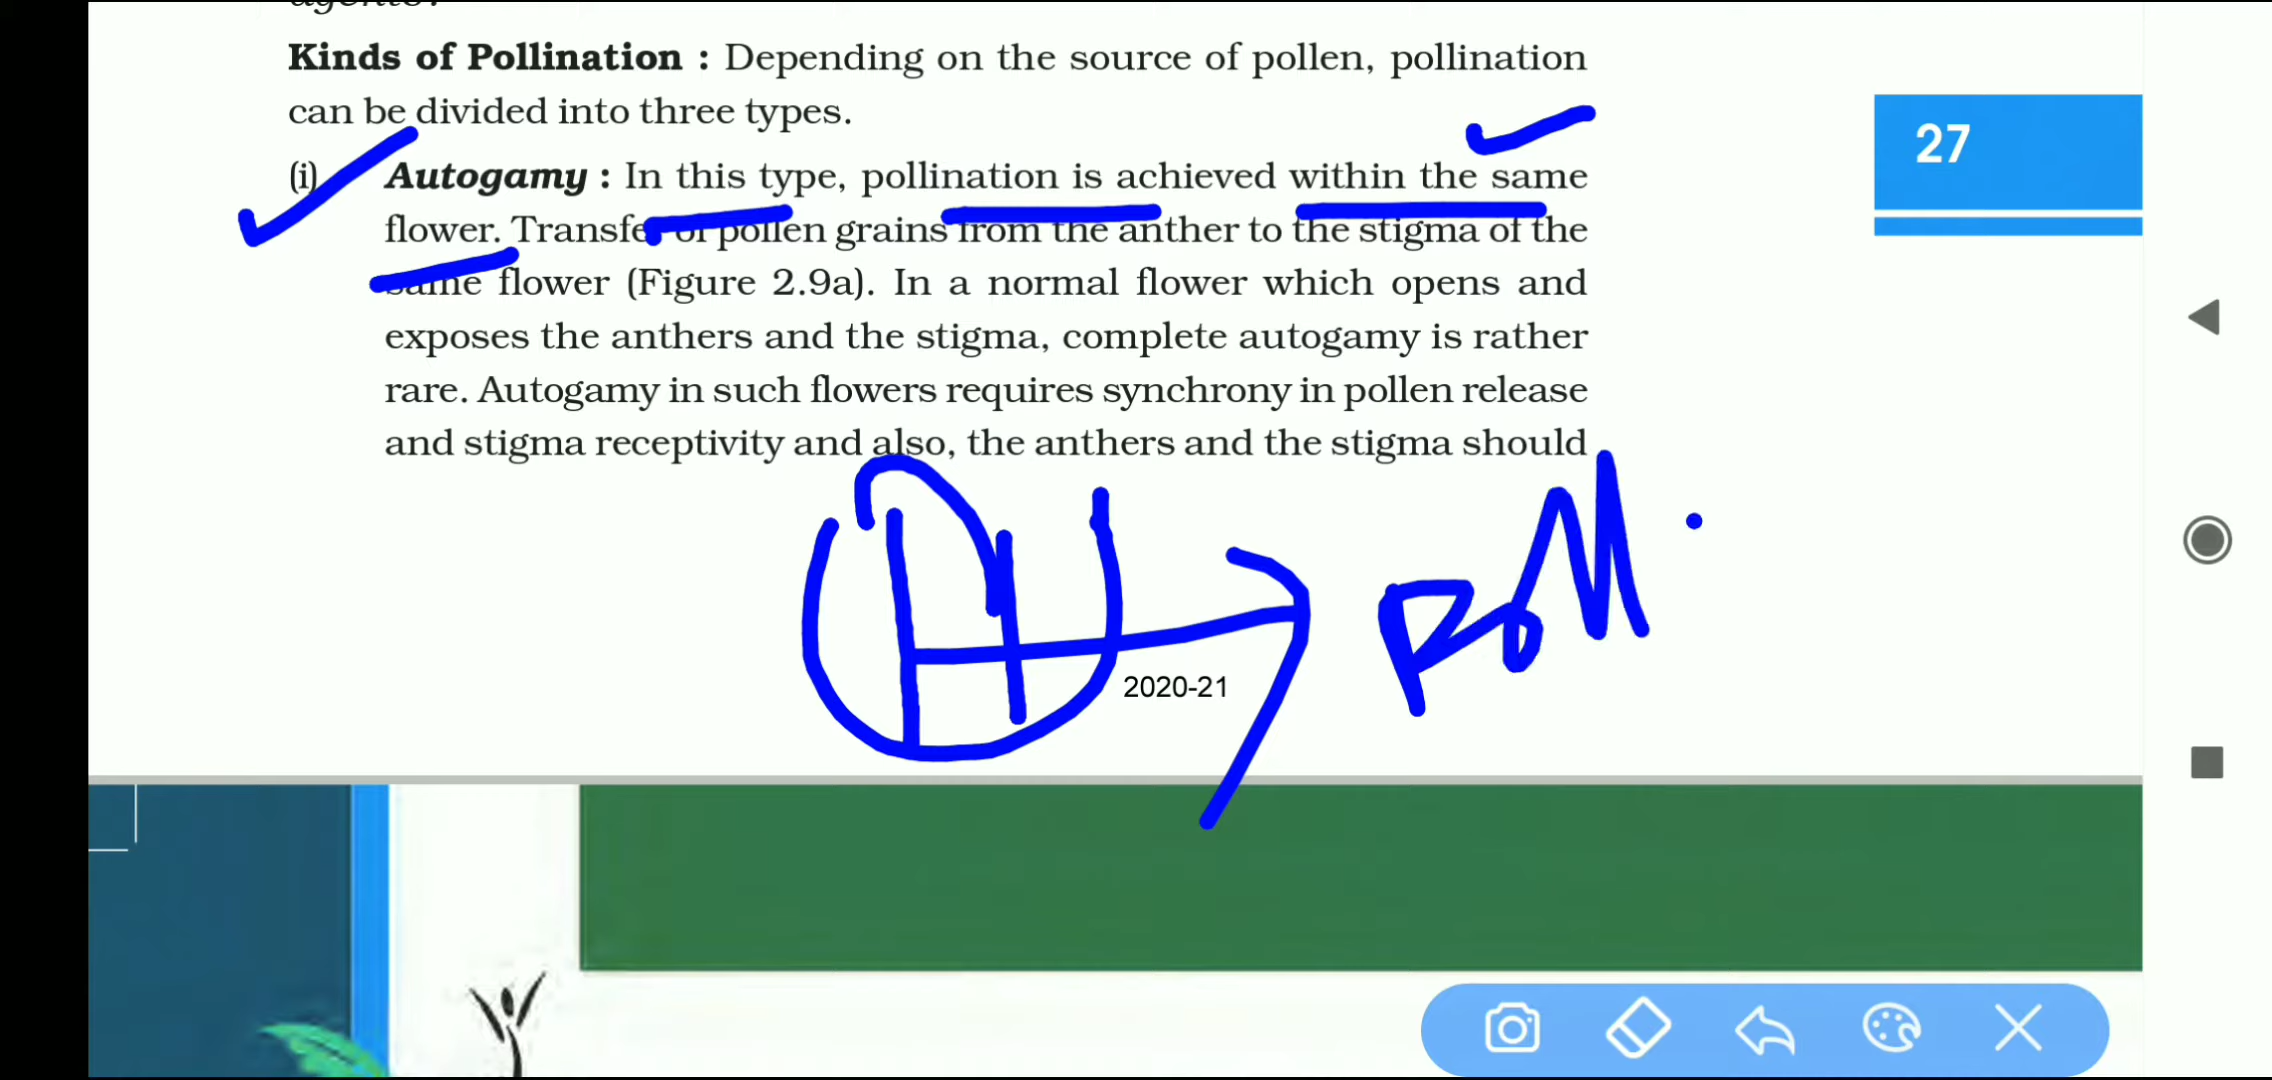 Kinds of Pollination : Depending on the source of pollen, pollination
can be divided into three types.
27
(i) Autogamy : In this type, pollination is achieved within the same
flower. Transfer of pollen grains from the anther to the stigma of the
same flower (Figure 2.9a). In a normal flower which opens and
exposes the anthers and the stigma, complete autogamy is rather
rare. Autogamy in such flowers requires synchrony in pollen release
and stigma receptivity and also, the anthers and the stigma should
2020-21